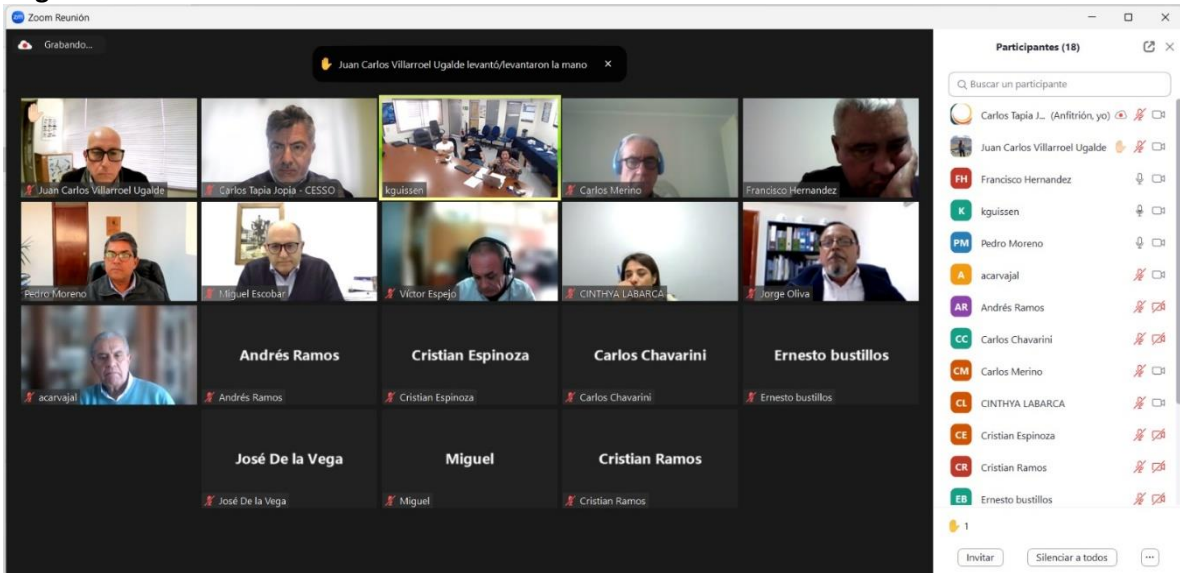 Zoom Reunión
Grabando...
Juan Carlos Villarroel Ugalde levantó/levantaron la mano
Juan Carlos Villarroel Ugalde
Carlos Tapia Jopia - CESSO
kguissen
Carlos Merino
Francisco Hernandez
Pedro Moreno
Miguel Escobar
Víctor Espejo
CINTHYA LABARCA
Jorge Oliva
acarvajal
Andrés Ramos
Andrés Ramos
Cristian Espinoza
Cristian Espinoza
Carlos Chavarini
Carlos Chavarini
Ernesto bustillos
Ernesto bustillos
José De la Vega
José De la Vega
Miguel
Miguel
Cristian Ramos
Cristian Ramos
Participantes (18)
Buscar un participante
Carlos Tapia J... (Anfitrión, yo)
Juan Carlos Villarroel Ugalde
FH Francisco Hernandez
K kguissen
PM Pedro Moreno
A acarvajal
AR Andrés Ramos
CC Carlos Chavarini
CM Carlos Merino
CL CINTHYA LABARCA
CE Cristian Espinoza
CR Cristian Ramos
EB Ernesto bustillos
1
Invitar
Silenciar a todos
...